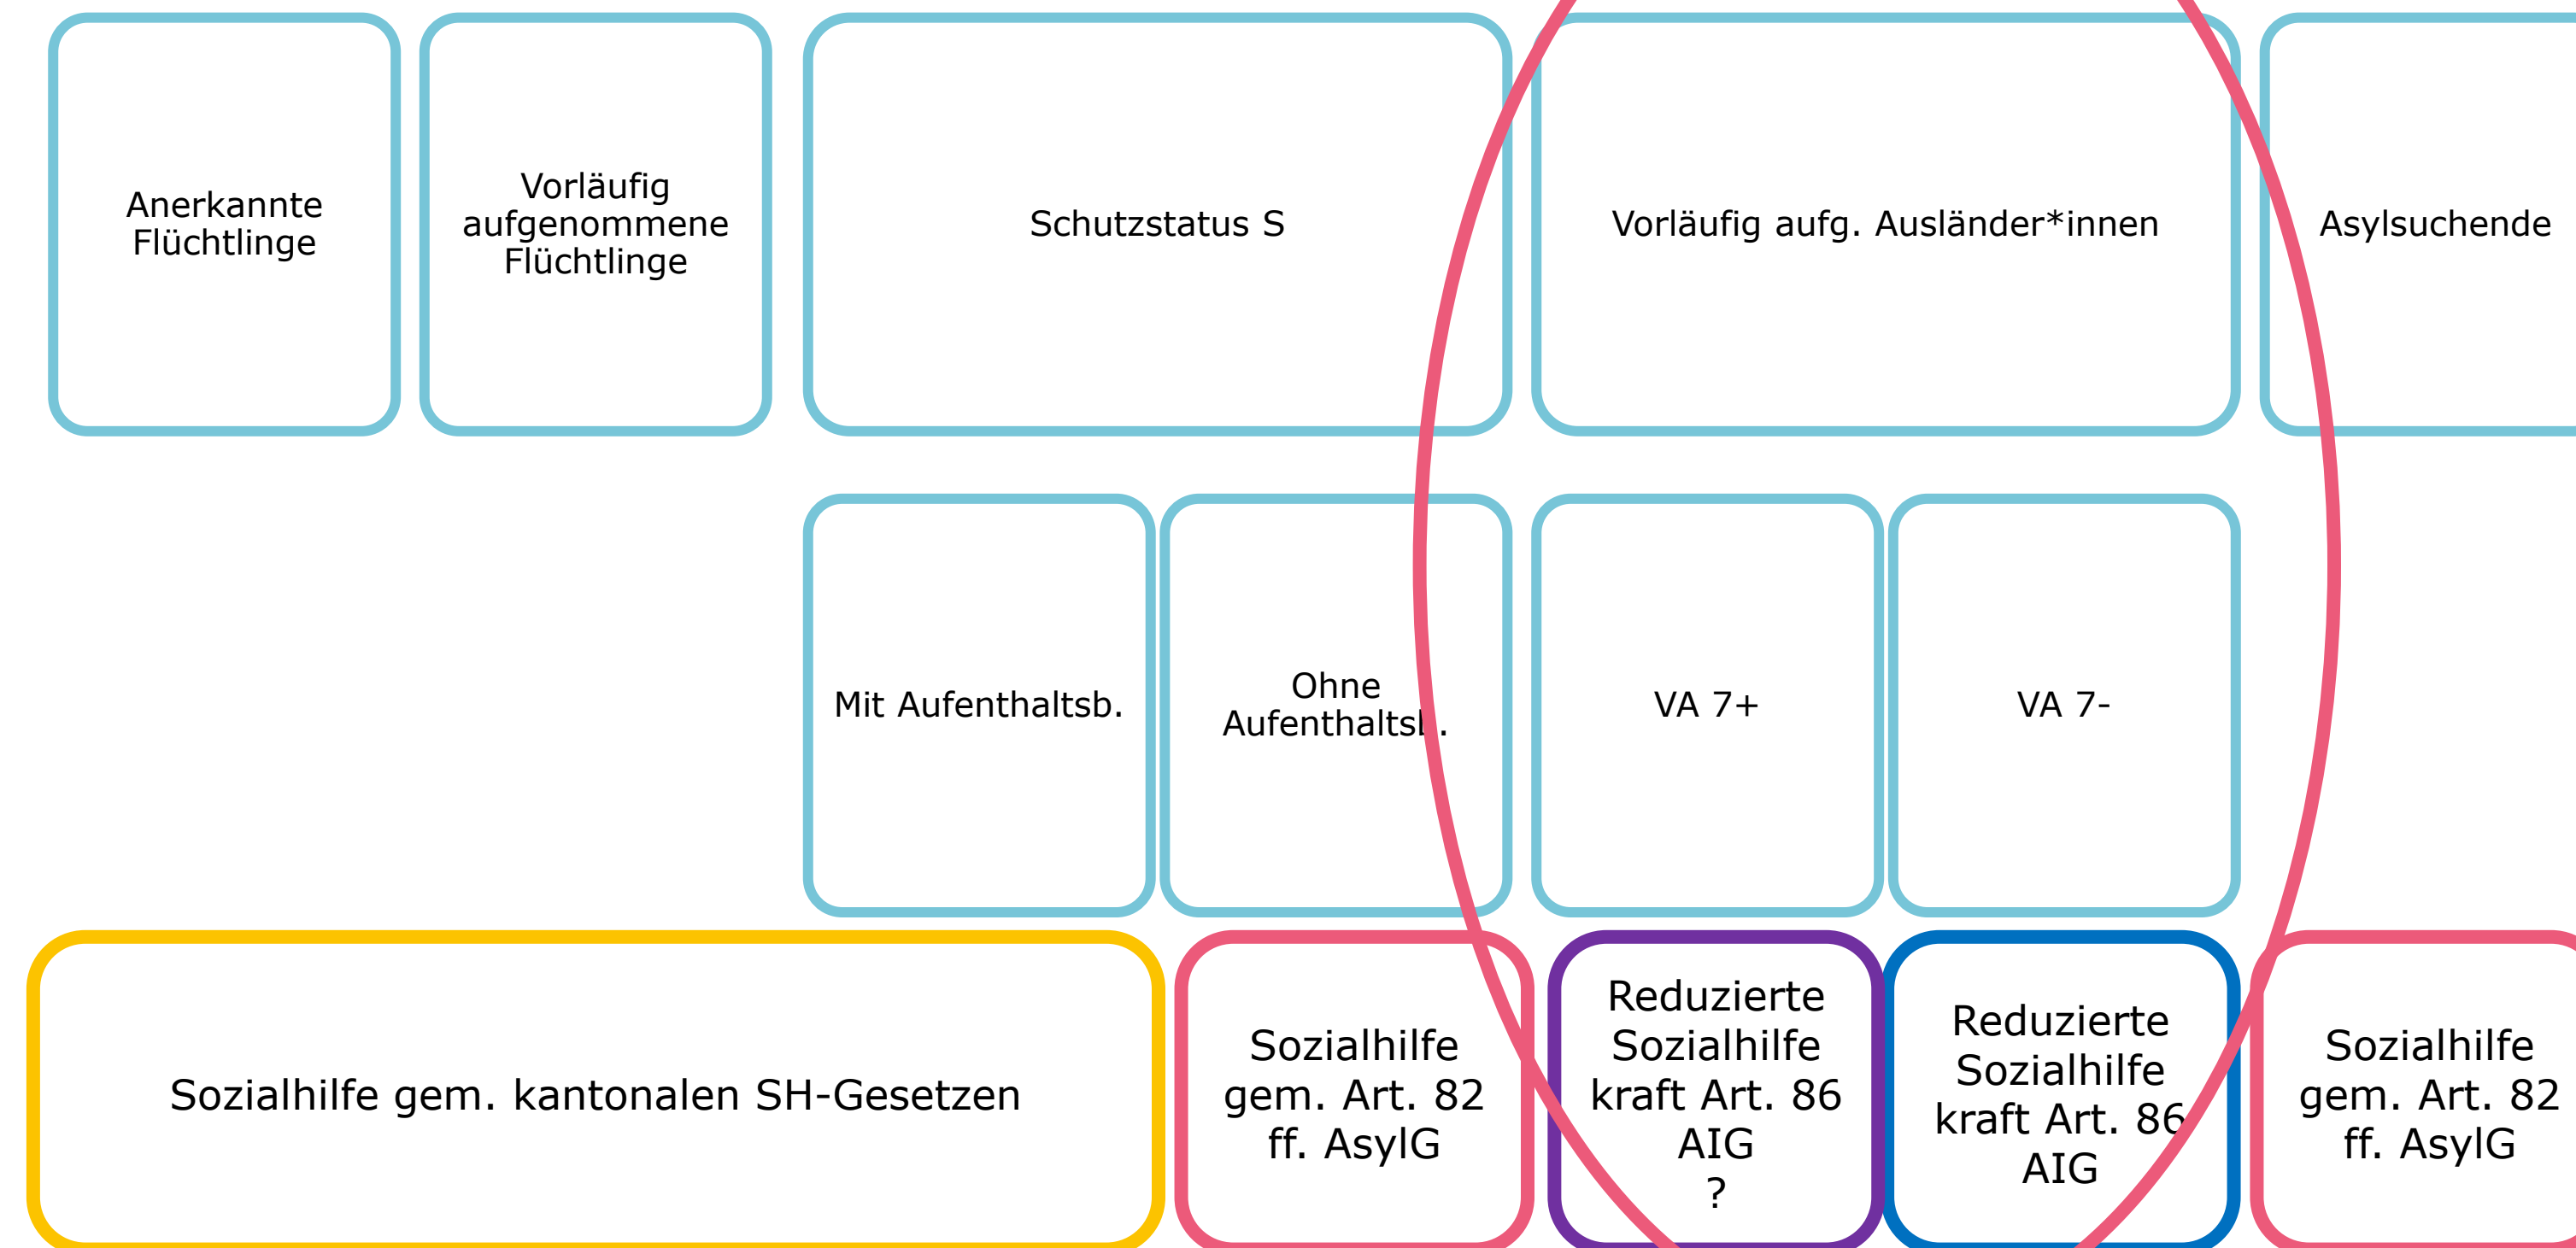 Anerkannte
Flüchtlinge
Vorläufig
aufgenommene
Flüchtlinge
Schutzstatus S
Vorläufig aufg. Ausländer*innen
Asylsuchende
Mit Aufenthaltsb.
Ohne
Aufenthaltsb.
VA 7+
VA 7-
Sozialhilfe gem. kantonalen SH-Gesetzen
Sozialhilfe
gem. Art. 82
ff. AsylG
Reduzierte
Sozialhilfe
kraft Art. 86
AIG
?
Reduzierte
Sozialhilfe
kraft Art. 86
AIG
Sozialhilfe
gem. Art. 82
ff. AsylG